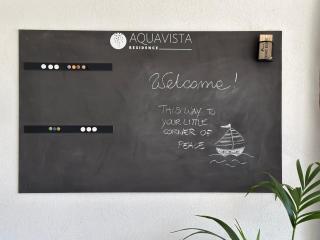 AQUAVISTA
RESIDENCE
Welcome!
THIS WAY TO
YOUR LITTLE
CORNER OF
PEACE